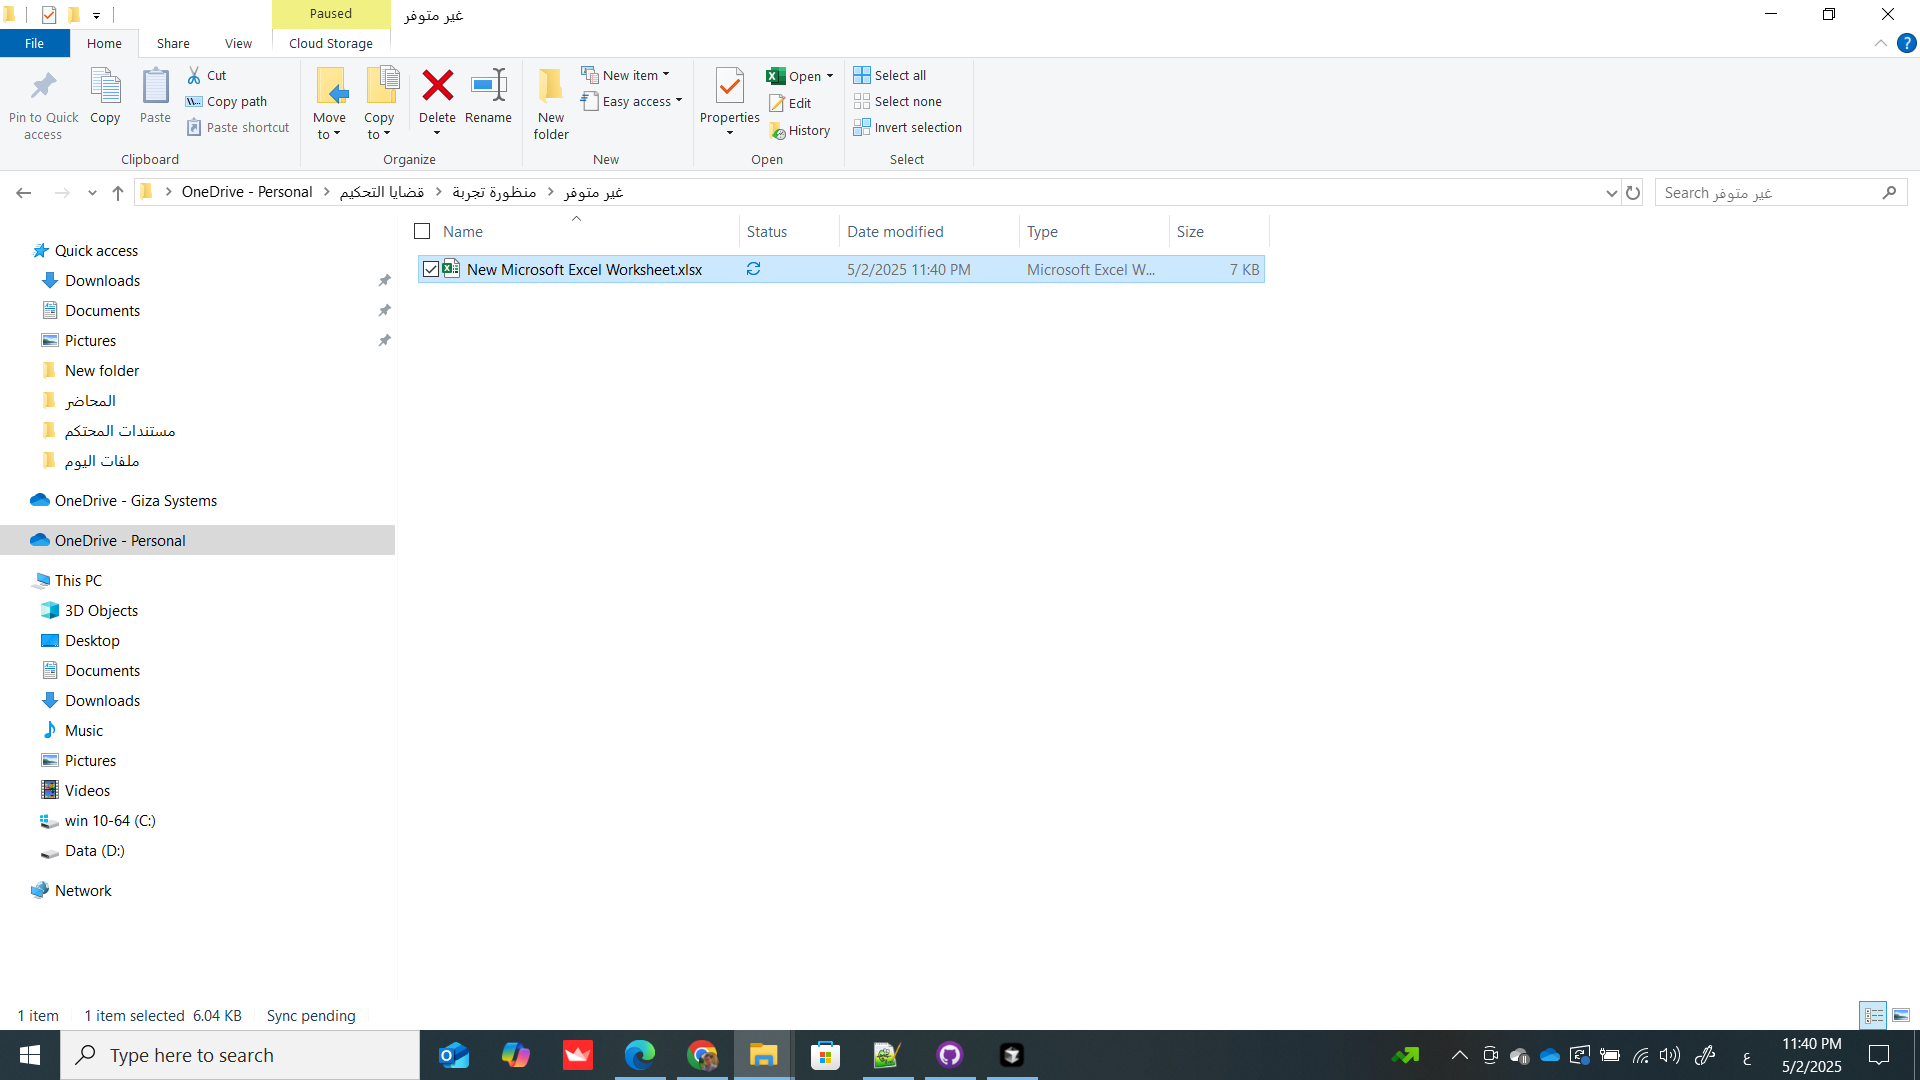 Paused
غير متوفر
File Home Share View Cloud Storage
Pin to Quick access
Copy
Paste
Cut
Copy path
Paste shortcut
Clipboard
Move to
Copy to
Delete
Rename
Organize
New folder
New item
Easy access
New
Properties
Open
Edit
History
Open
Select all
Select none
Invert selection
Select
OneDrive - Personal قضايا التحكيم منظورة تجربة غير متوفر
Search غير متوفر
Name Status Date modified Type Size
New Microsoft Excel Worksheet.xlsx 5/2/2025 11:40 PM Microsoft Excel W... 7 KB
Quick access
Downloads
Documents
Pictures
New folder
المحاضر
مستندات المحتكم
ملفات اليوم
OneDrive - Giza Systems
OneDrive - Personal
This PC
3D Objects
Desktop
Documents
Downloads
Music
Pictures
Videos
win 10-64 (C:)
Data (D:)
Network
1 item 1 item selected 6.04 KB Sync pending
Type here to search
ع
11:40 PM
5/2/2025